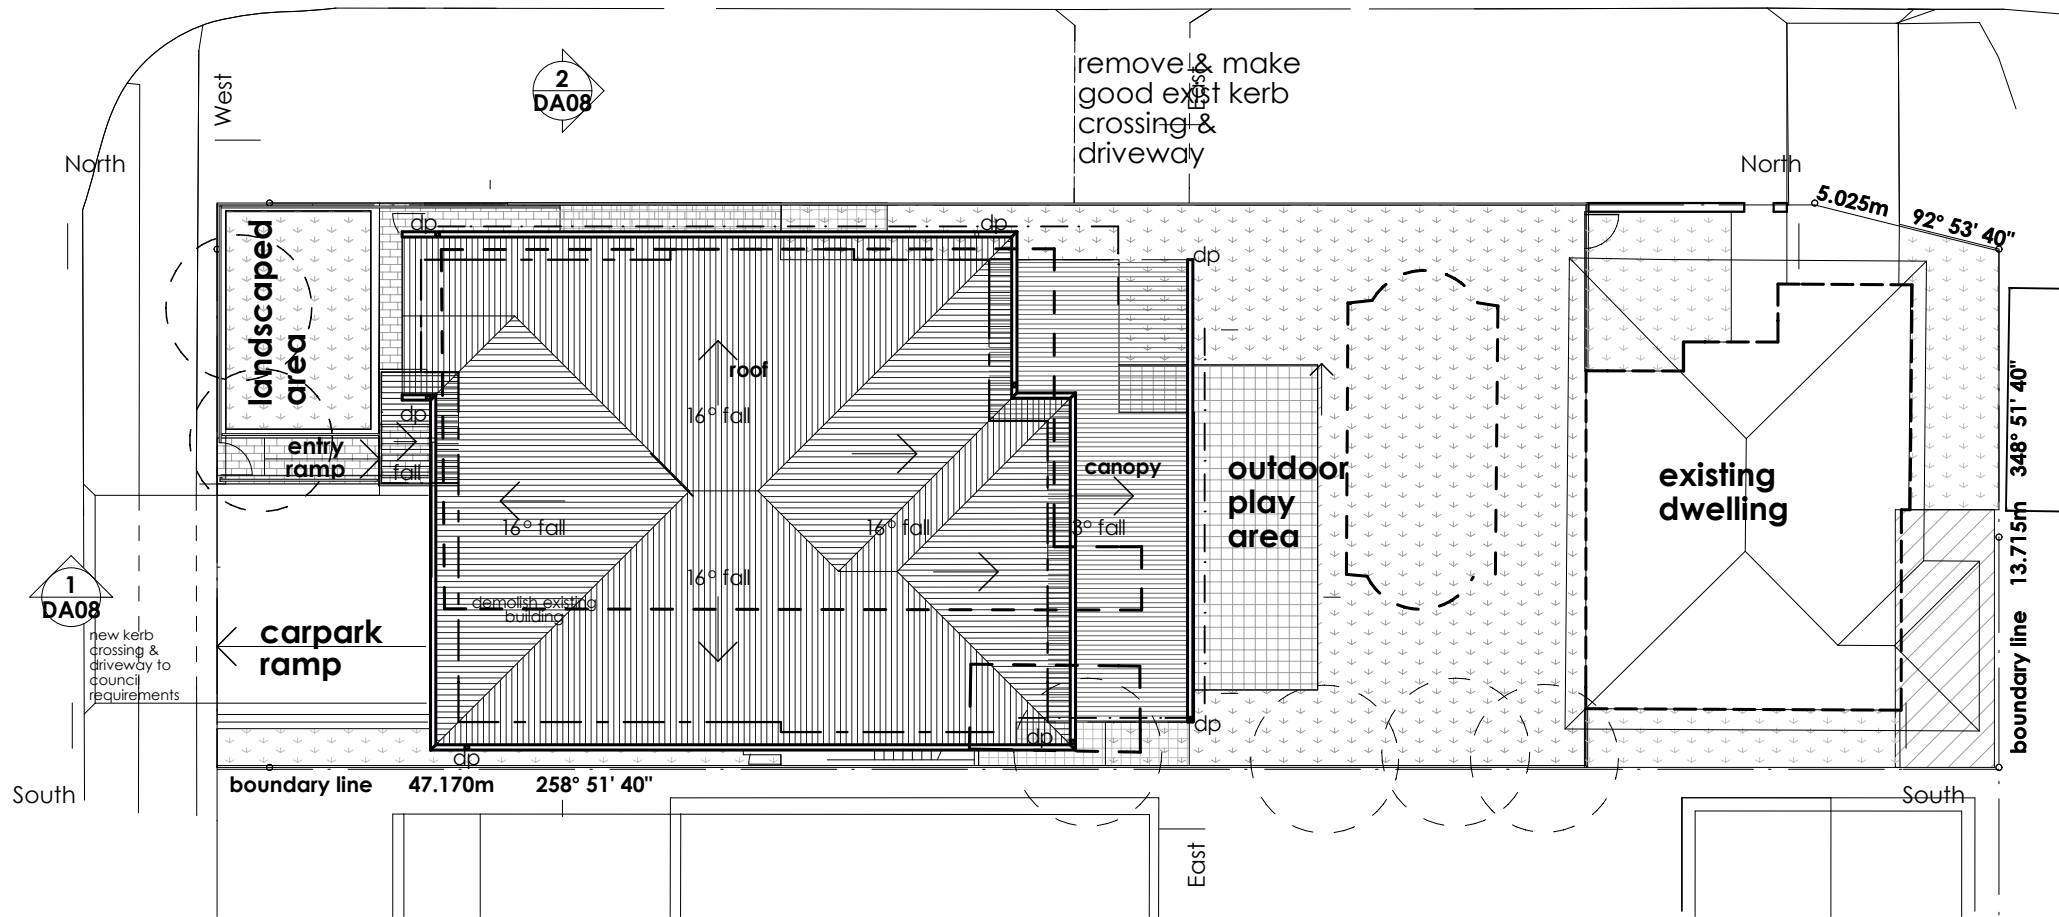 West
2
DA08
remove & make
good exist kerb
crossing &
driveway
East
North
North
5.025m
92° 53' 40"
dp
dp
dp
landscaped
area
roof
16° fall
dp
entry
ramp
fall
canopy
outdoor
play
area
existing
dwelling
348° 51' 40"
13.715m
boundary line
16° fall
16° fall
3° fall
16° fall
1
DA08
demolish existing
building
new kerb
crossing &
driveway to
council
requirements
carpark
ramp
dp
dp
dp
boundary line 47.170m 258° 51' 40"
South
South
East